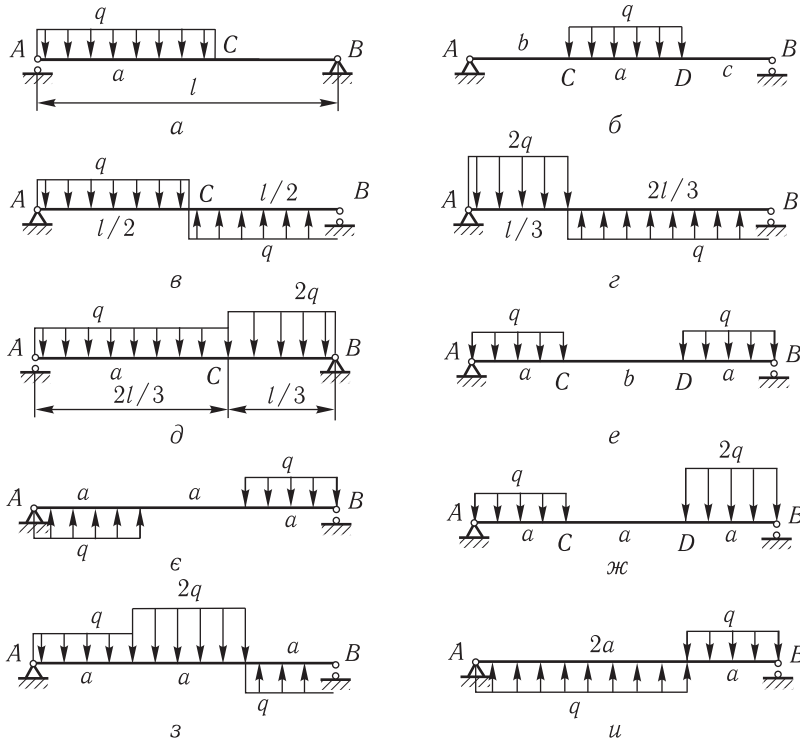 q
A C B
a
l
а
q
A b B
C a D c
б
q
A C l/2 B
l/2
q
в
2q
A 2l/3 B
l/3
q
г
2q
q
A B
a C
2l/3 l/3
д
q q
A B
a C b D a
е
q
A a a B
a
q
є
2q
q
A B
a C a D a
ж
2q
q
A a B
a a
q
з
q
A 2a B
a
q
и